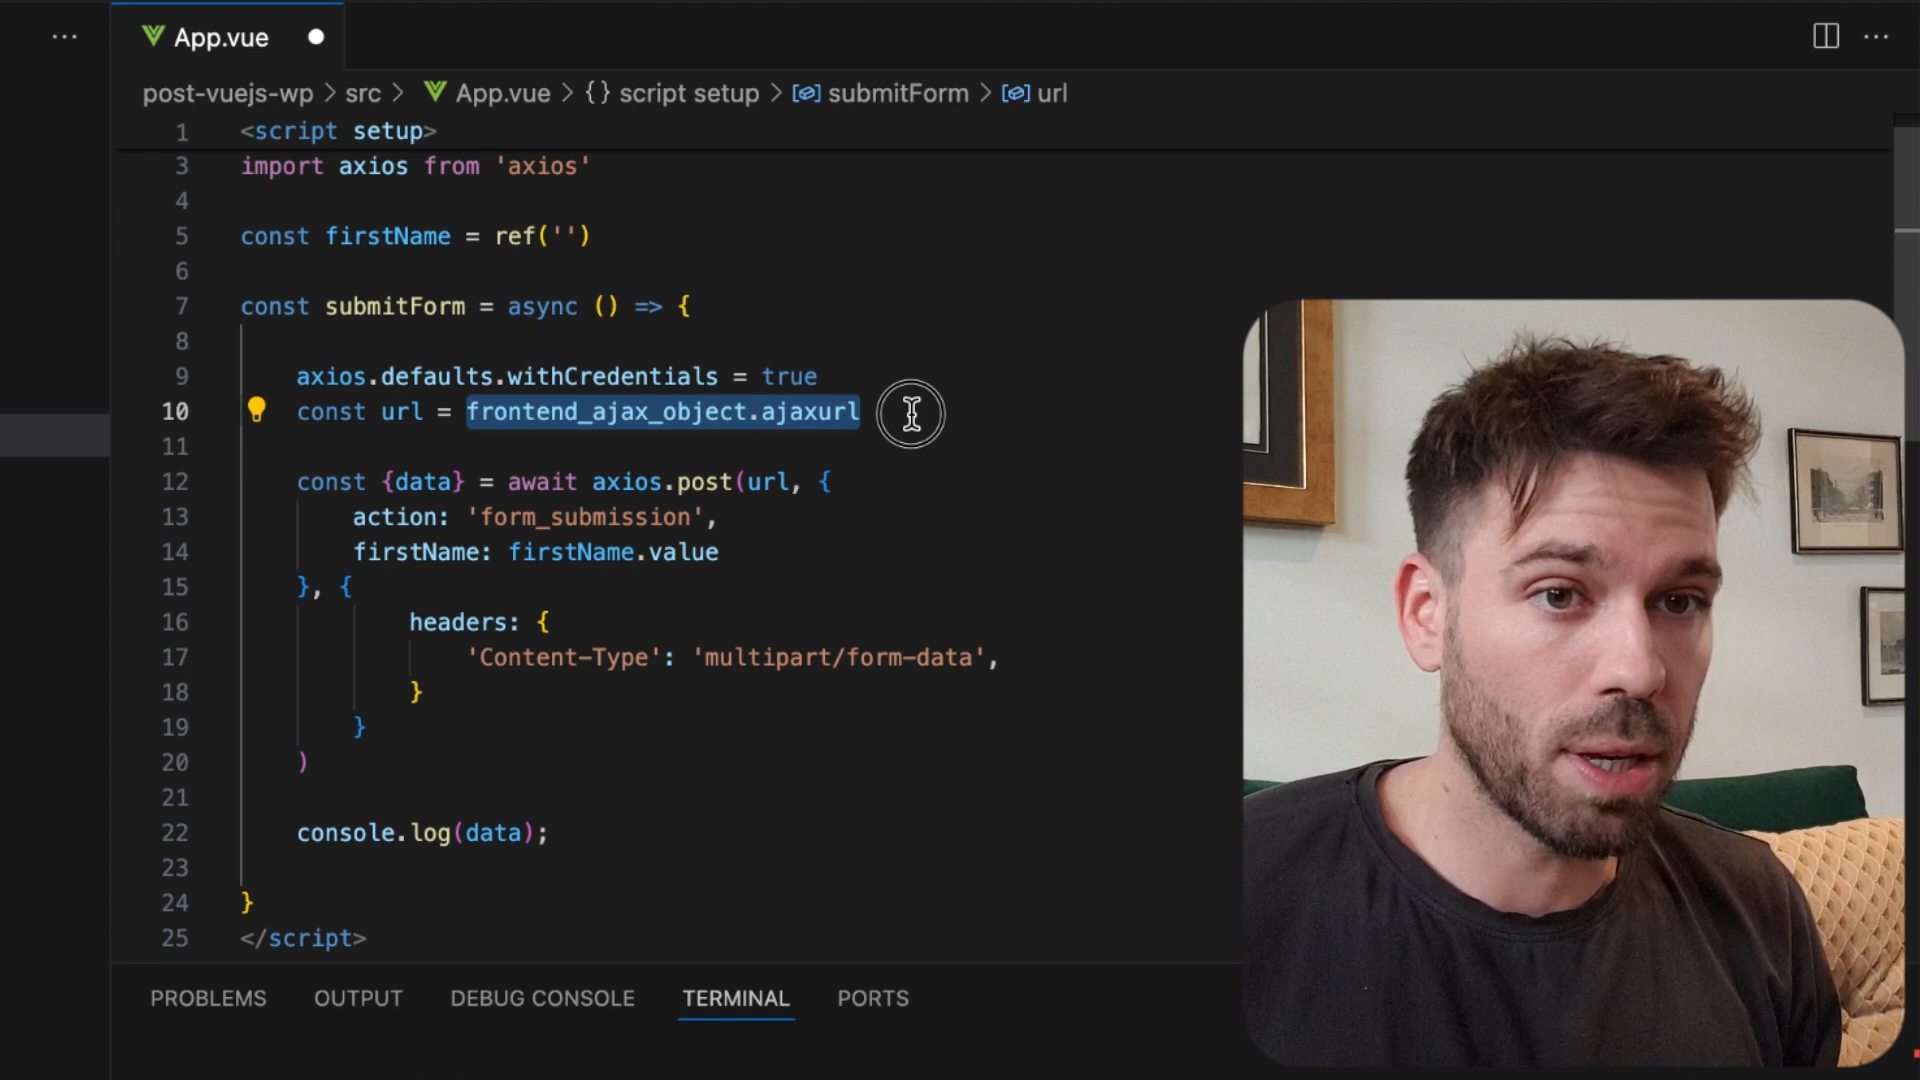 App.vue
post-vuejs-wp > src > App.vue > {} script setup > submitForm > url
1 <script setup>
3 import axios from 'axios'
4
5 const firstName = ref('')
6
7 const submitForm = async () => {
8
9 axios.defaults.withCredentials = true
10 const url = frontend_ajax_object.ajaxurl
11
12 const {data} = await axios.post(url, {
13 action: 'form_submission',
14 firstName: firstName.value
15 }, {
16 headers: {
17 'Content-Type': 'multipart/form-data',
18 }
19 }
20 )
21
22 console.log(data);
23
24 }
25 </script>
PROBLEMS OUTPUT DEBUG CONSOLE TERMINAL PORTS